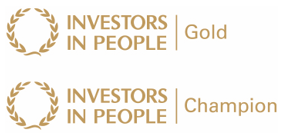 INVESTORS
IN PEOPLE
Gold
INVESTORS
IN PEOPLE
Champion